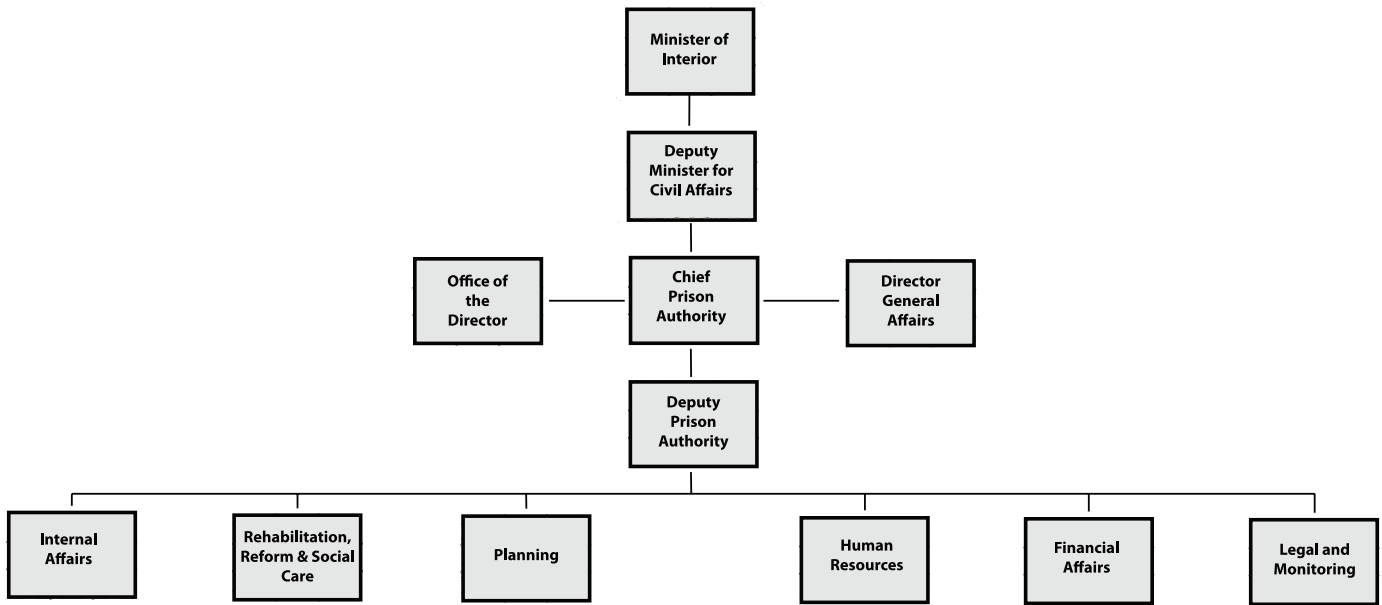 Minister of
Interior
Deputy
Minister for
Civil Affairs
Office of
the
Director
Chief
Prison
Authority
Director
General
Affairs
Deputy
Prison
Authority
Internal
Affairs
Rehabilitation,
Reform & Social
Care
Planning
Human
Resources
Financial
Affairs
Legal and
Monitoring